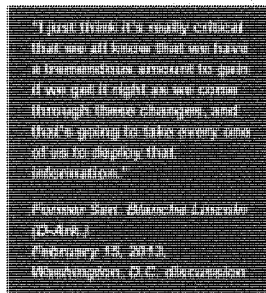 "I just think it's really critical
that we all know that we have
a tremendous amount to gain
if we get it right as we come
through these changes, and
that's going to take every one
of us to display that
information."
Former Sen. Blanche Lincoln
(D-Ark.)
February 13, 2013,
Washington, D.C. discussion